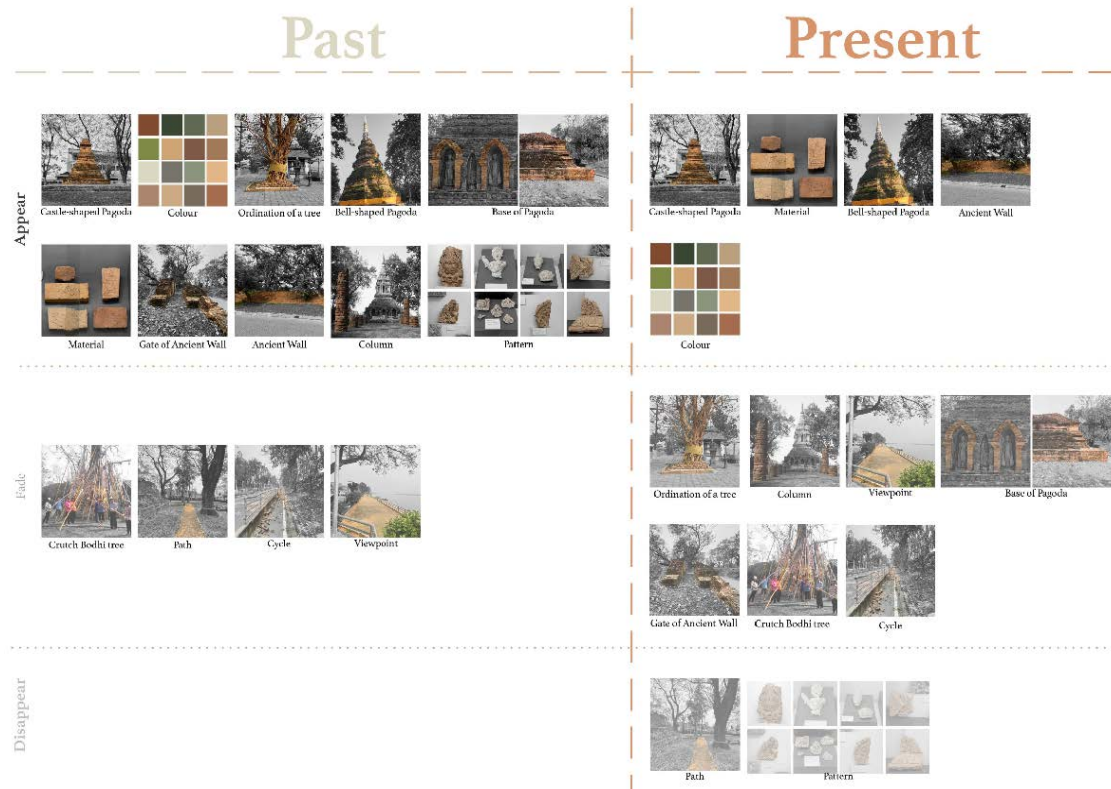 Past
Present
Appear
Castle-shaped Pagoda
Colour
Ordination of a tree
Bell-shaped Pagoda
Base of Pagoda
Castle-shaped Pagoda
Material
Bell-shaped Pagoda
Ancient Wall
Material
Gate of Ancient Wall
Ancient Wall
Column
Pattern
Colour
Fade
Crutch Bodhi tree
Path
Cycle
Viewpoint
Ordination of a tree
Column
Viewpoint
Base of Pagoda
Gate of Ancient Wall
Crutch Bodhi tree
Cycle
Disappear
Path
Pattern